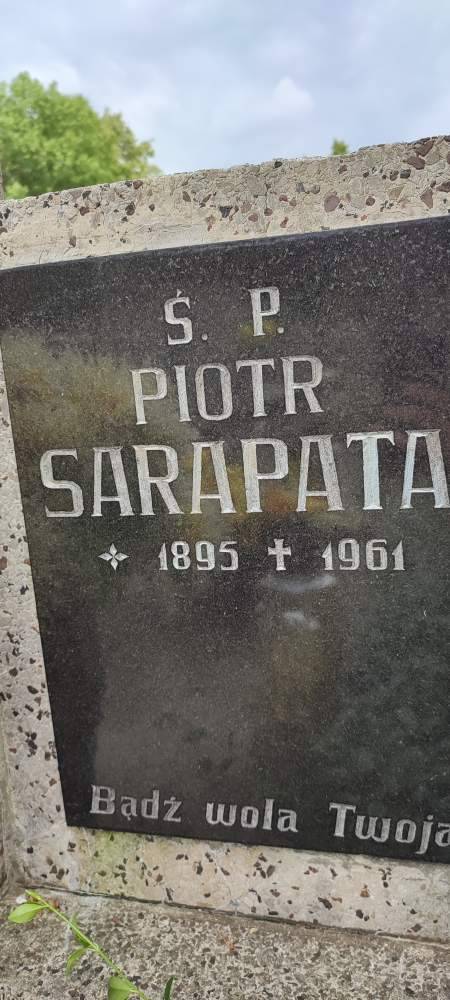 Ś. P.
PIOTR
SARAPATA
1895 ✝ 1961
Bądź wola Twoja